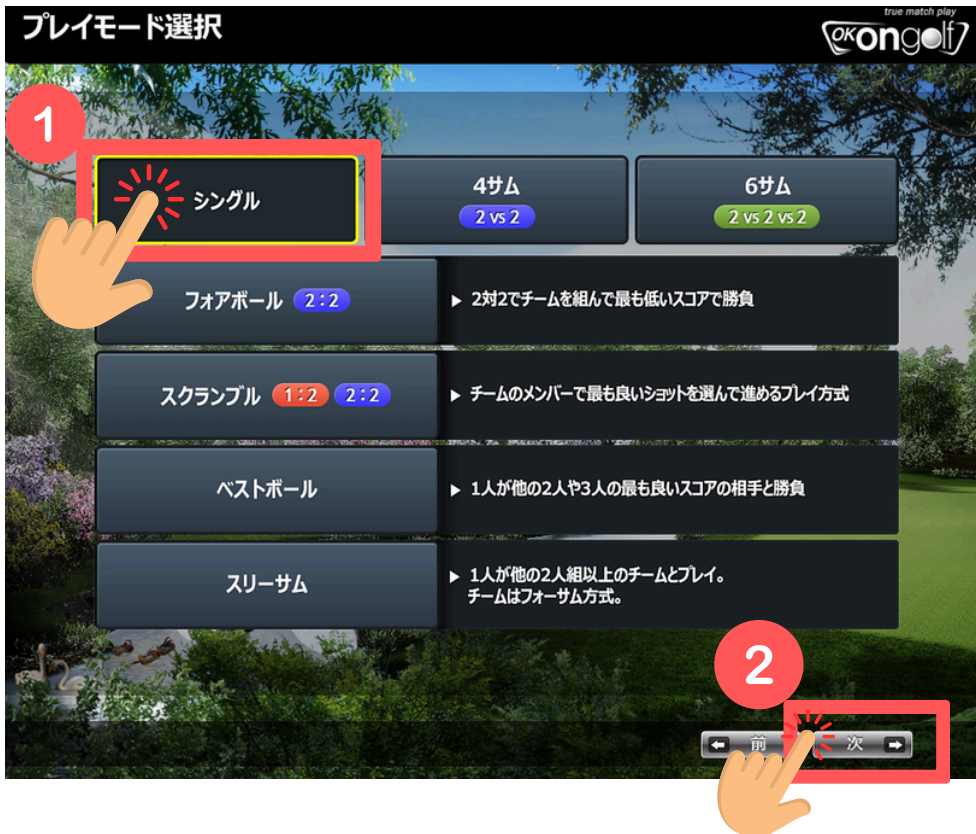 プレイモード選択
true match play
OK ongolf
1
シングル
4サム
2 vs 2
6サム
2 vs 2 vs 2
フォアボール 2:2
▶ 2対2でチームを組んで最も低いスコアで勝負
スクランブル 1:2 2:2
▶ チームのメンバーで最も良いショットを選んで進めるプレイ方式
ベストボール
▶ 1人が他の2人や3人の最も良いスコアの相手と勝負
スリーサム
▶ 1人が他の2人組以上のチームとプレイ。
チームはフォーサム方式。
2
前 次